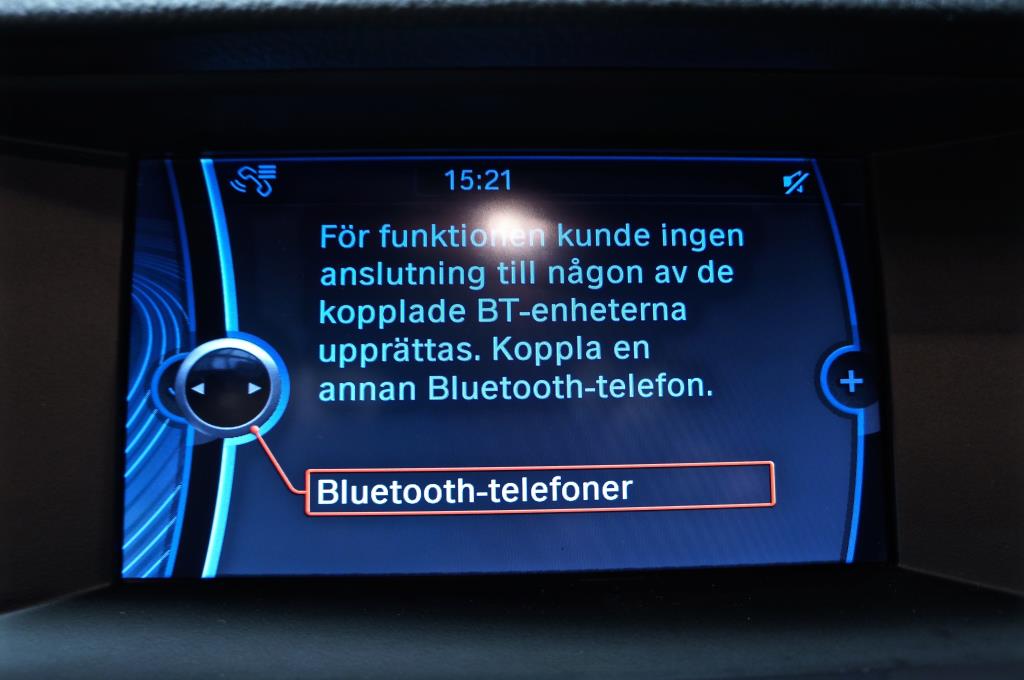 15:21
För funktionen kunde ingen
anslutning till någon av de
kopplade BT-enheterna
upprättas. Koppla en
annan Bluetooth-telefon.
+
Bluetooth-telefoner